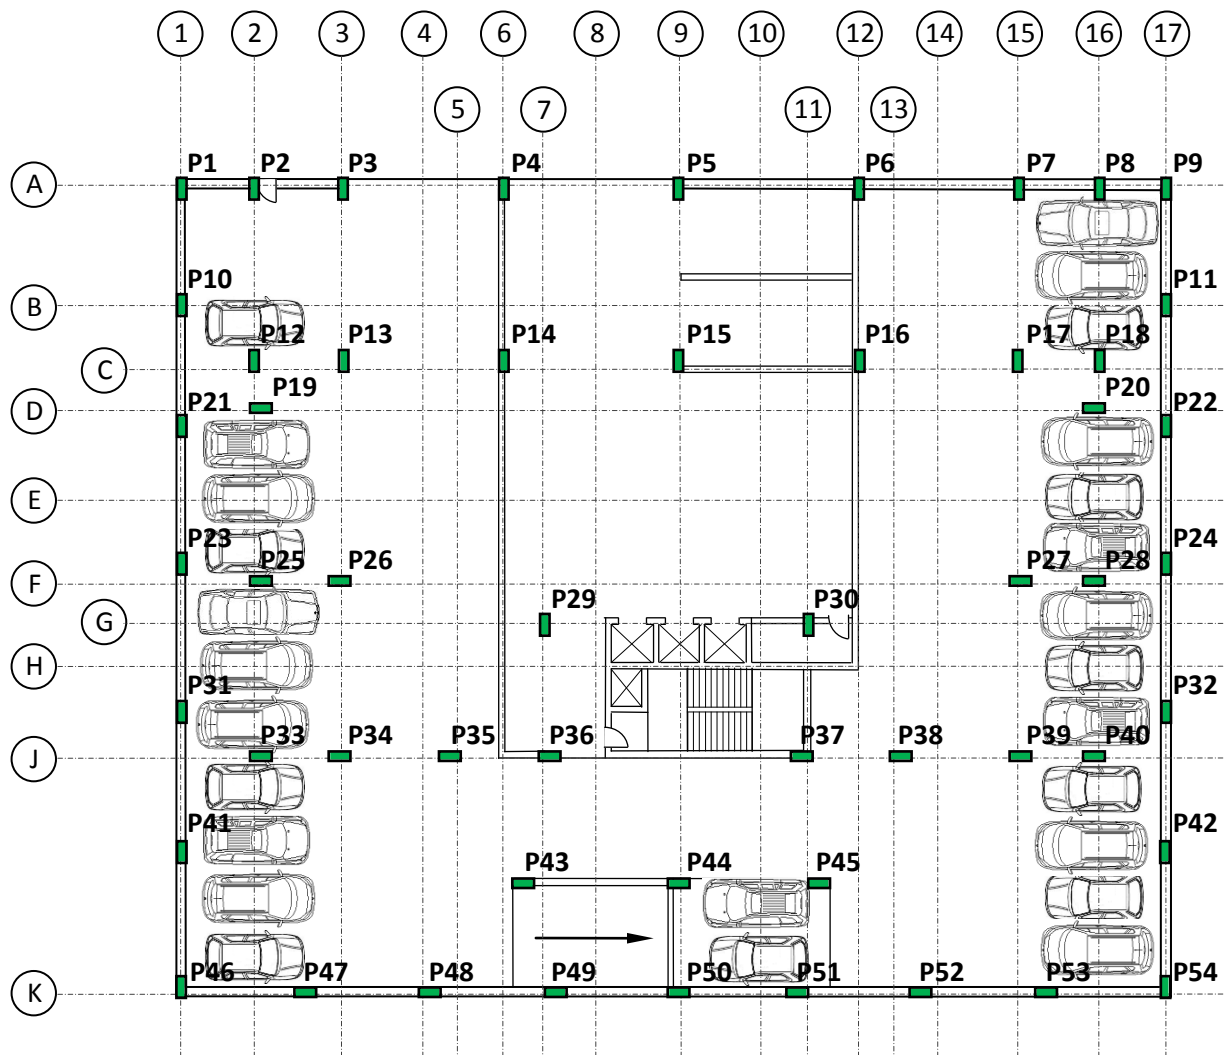 1 2 3 4 6 8 9 10 12 14 15 16 17
5 7 11 13
A P1 P2 P3 P4 P5 P6 P7 P8 P9
B P10 P11
C P12 P13 P14 P15 P16 P17 P18
D P21 P19 P20 P22
E
F P23 P25 P26 P27 P28 P24
G P29 P30
H
P31 P32
J P33 P34 P35 P36 P37 P38 P39 P40
P41 P42
P43 P44 P45
K P46 P47 P48 P49 P50 P51 P52 P53 P54